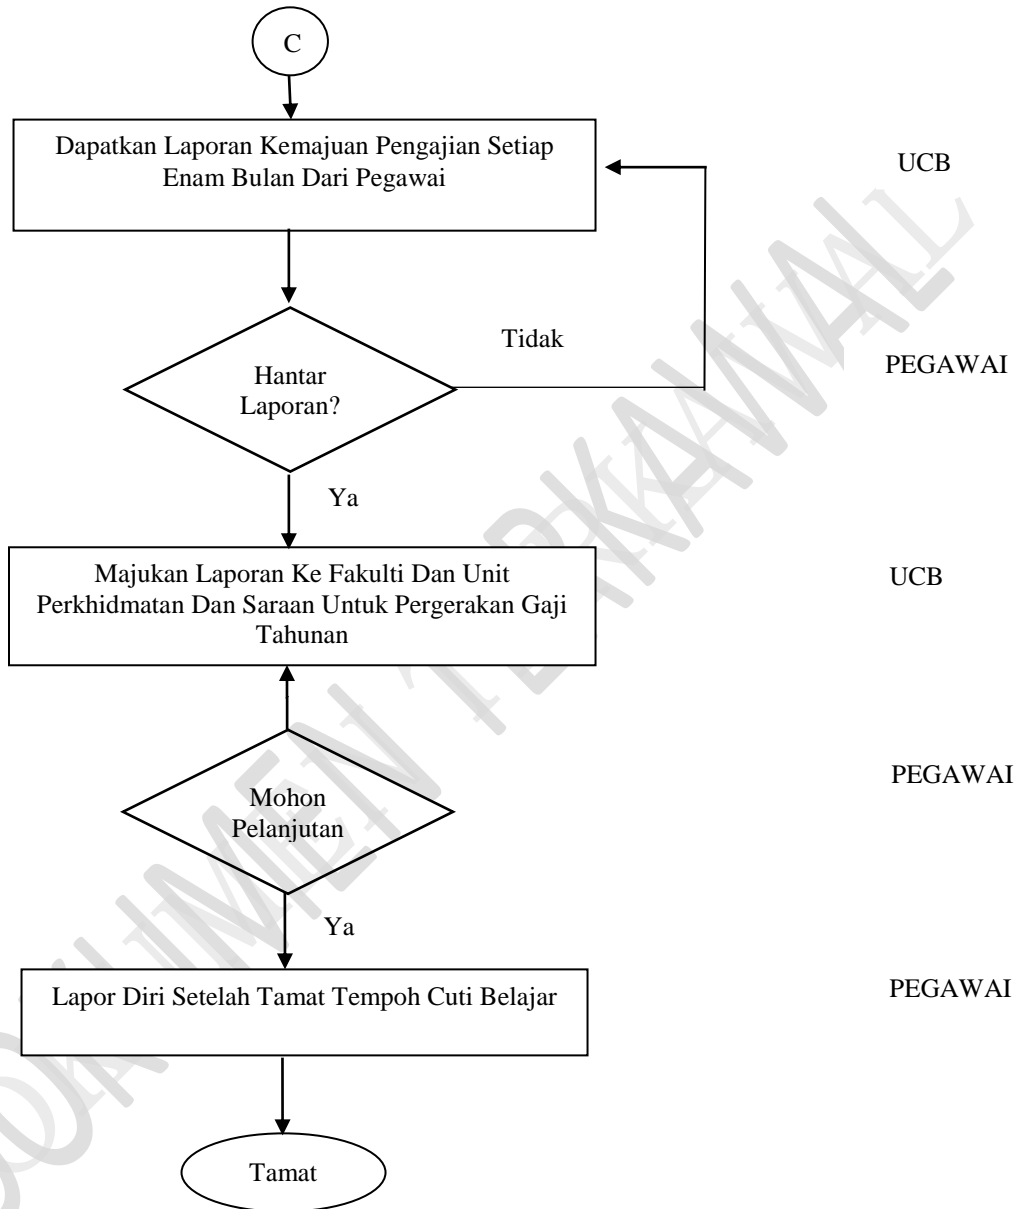 C
Dapatkan Laporan Kemajuan Pengajian Setiap
Enam Bulan Dari Pegawai
UCB
Tidak
Hantar
Laporan?
PEGAWAI
Ya
Majukan Laporan Ke Fakulti Dan Unit
Perkhidmatan Dan Saraan Untuk Pergerakan Gaji
Tahunan
UCB
Mohon
Pelanjutan
PEGAWAI
Ya
Lapor Diri Setelah Tamat Tempoh Cuti Belajar
PEGAWAI
Tamat
DOKUMEN TERKAWAL